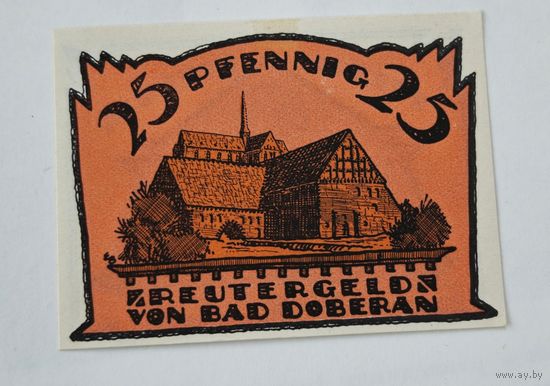 25 PFENNIG 25
REUTERGELD
VON BAD DOBERAN
www.ay.by